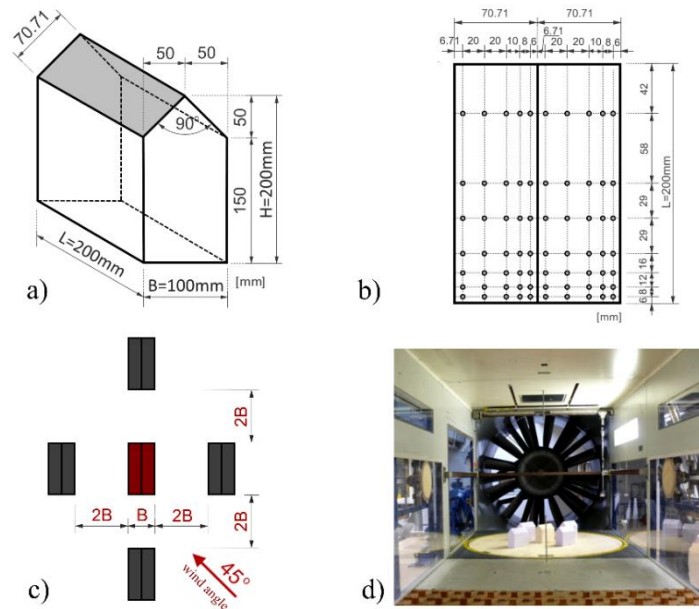 70.71
50 50
50
90°
150
H=200mm
L=200mm
B=100mm
[mm]
a)
70.71 70.71
6.71
6.71 20 20 10 8 6 20 20 10 8 6
42
58
29
29
16
12
8
6
L=200mm
[mm]
b)
2B
2B B 2B
2B
45°
wind angle
c)
d)